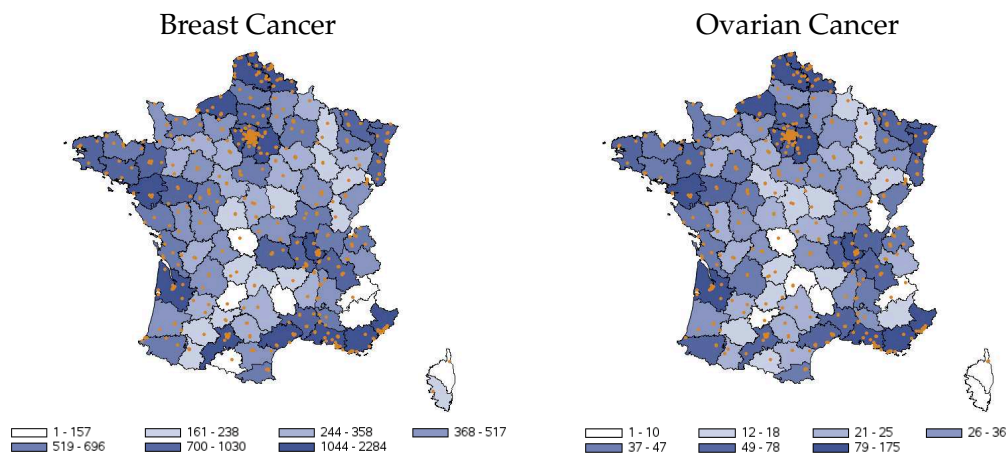 Breast Cancer
Ovarian Cancer
1 - 157
161 - 238
244 - 358
368 - 517
519 - 696
700 - 1030
1044 - 2284
1 - 10
12 - 18
21 - 25
26 - 36
37 - 47
49 - 78
79 - 175